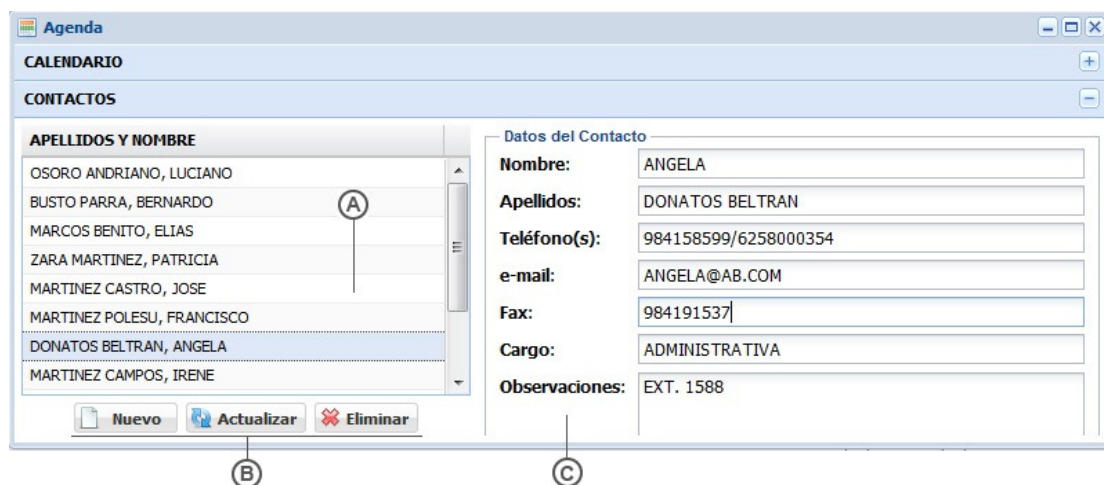 Agenda
CALENDARIO
CONTACTOS
APELLIDOS Y NOMBRE
OSORO ANDRIANO, LUCIANO
BUSTO PARRA, BERNARDO
MARCOS BENITO, ELIAS
ZARA MARTINEZ, PATRICIA
MARTINEZ CASTRO, JOSE
MARTINEZ POLESU, FRANCISCO
DONATOS BELTRAN, ANGELA
MARTINEZ CAMPOS, IRENE
A
Nuevo Actualizar Eliminar
B
Datos del Contacto
Nombre: ANGELA
Apellidos: DONATOS BELTRAN
Teléfono(s): 984158599/6258000354
e-mail: ANGELA@AB.COM
Fax: 984191537
Cargo: ADMINISTRATIVA
Observaciones: EXT. 1588
C